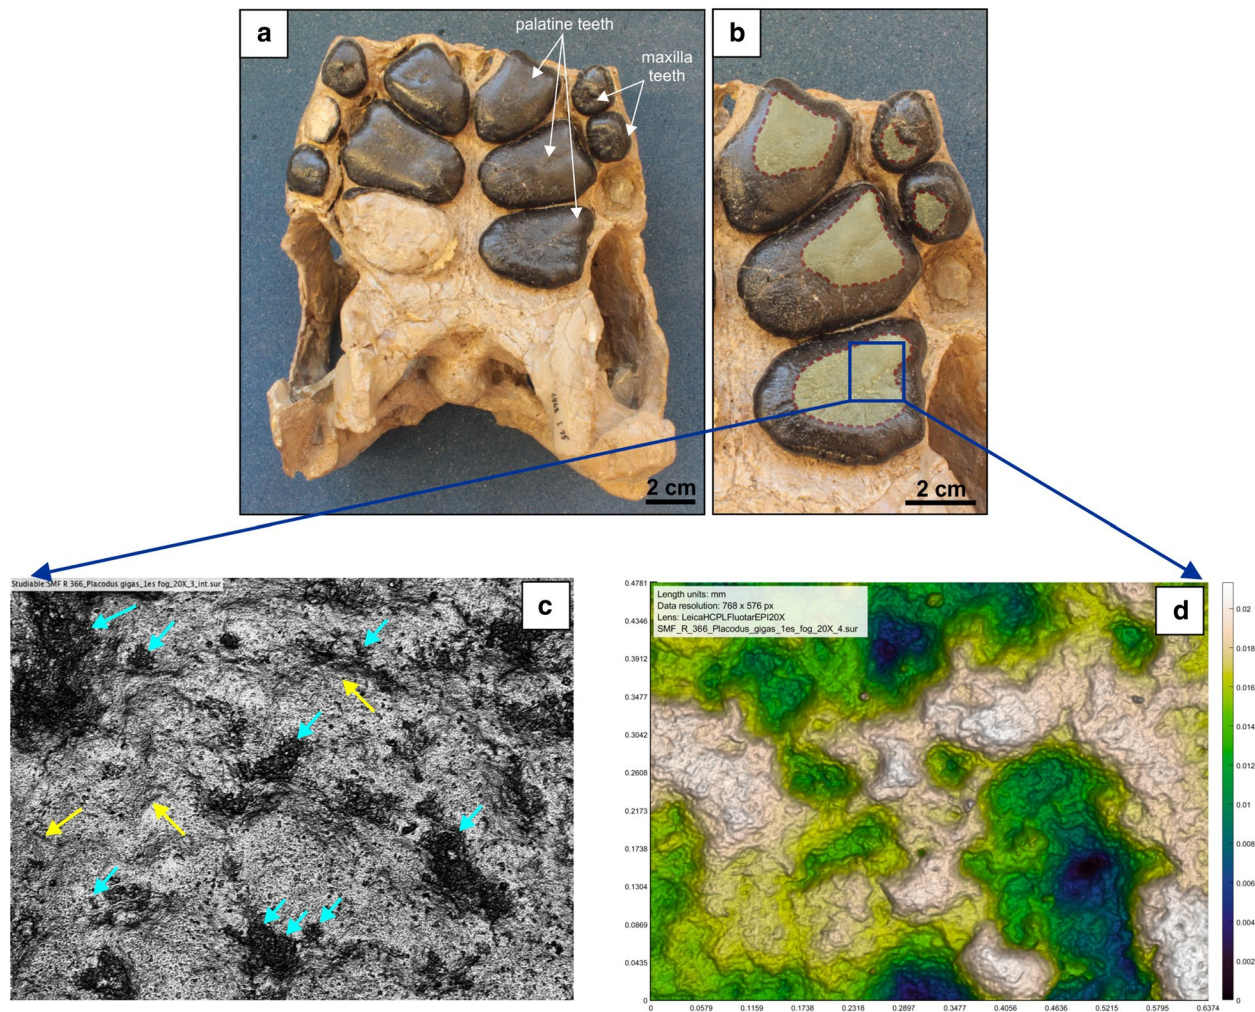 a
palatine teeth
maxilla
teeth
2 cm
b
2 cm
Studiable:SMF R 366_Placodus gigas_1es fog_20X_3_int.sur
c
d
Length units: mm
Data resolution: 768 x 576 px
Lens: LeicaHCPLFluotarEPI20X
SMF_R_366_Placodus_gigas_1es_fog_20X_4.sur
0.4781
0.4346
0.3912
0.3477
0.3042
0.2608
0.2173
0.1738
0.1304
0.0869
0.0435
0
0 0.0579 0.1159 0.1738 0.2318 0.2897 0.3477 0.4056 0.4636 0.5215 0.5795 0.6374
0.02
0.018
0.016
0.014
0.012
0.01
0.008
0.006
0.004
0.002
0